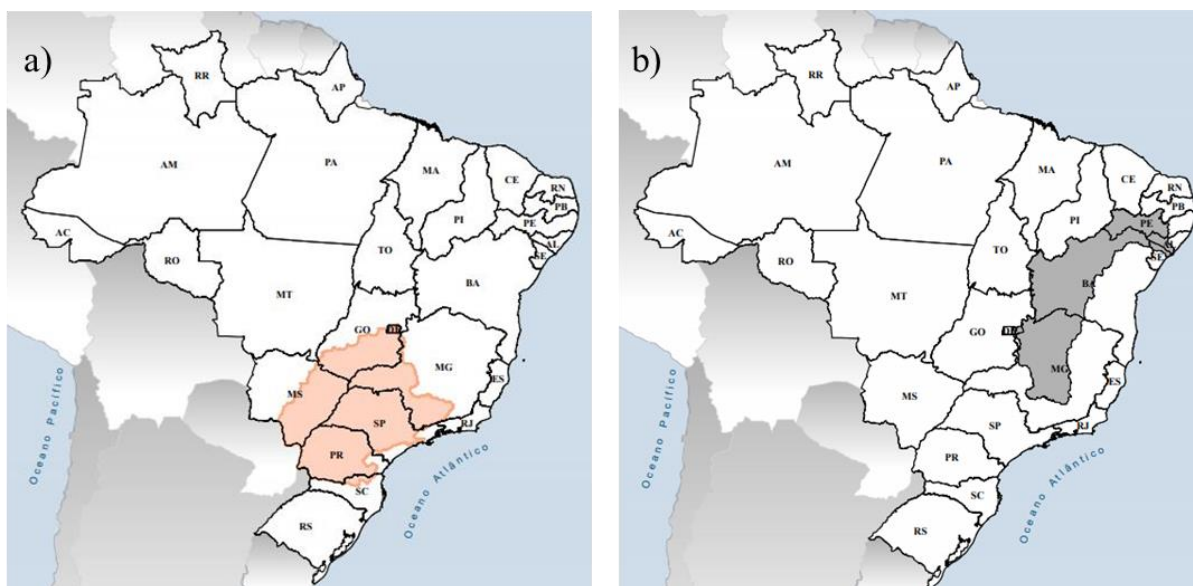 a)
RR
AP
AM
PA
MA
CE
RN
PB
PI
PE
AL
SE
AC
RO
TO
BA
MT
GO
DF
MG
ES
MS
SP
RJ
PR
SC
RS
Oceano Pacífico
Oceano Atlântico
b)
RR
AP
AM
PA
MA
CE
RN
PB
PI
PE
SE
AC
RO
TO
BA
MT
GO
MG
ES
MS
SP
RJ
PR
SC
RS
Oceano Pacífico
Oceano Atlântico